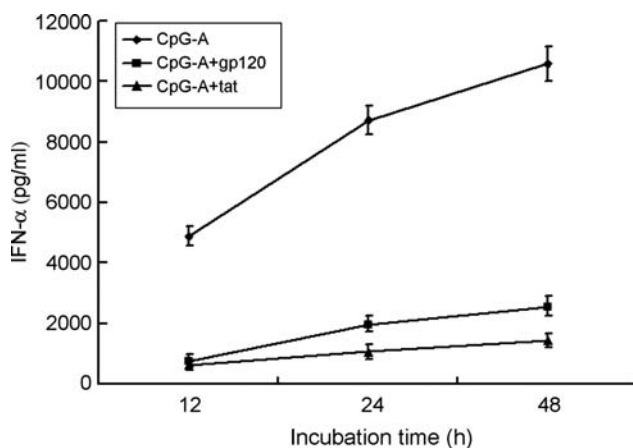 12000
10000
8000
6000
4000
2000
0
IFN-α (pg/ml)
CpG-A
CpG-A+gp120
CpG-A+tat
12
24
48
Incubation time (h)